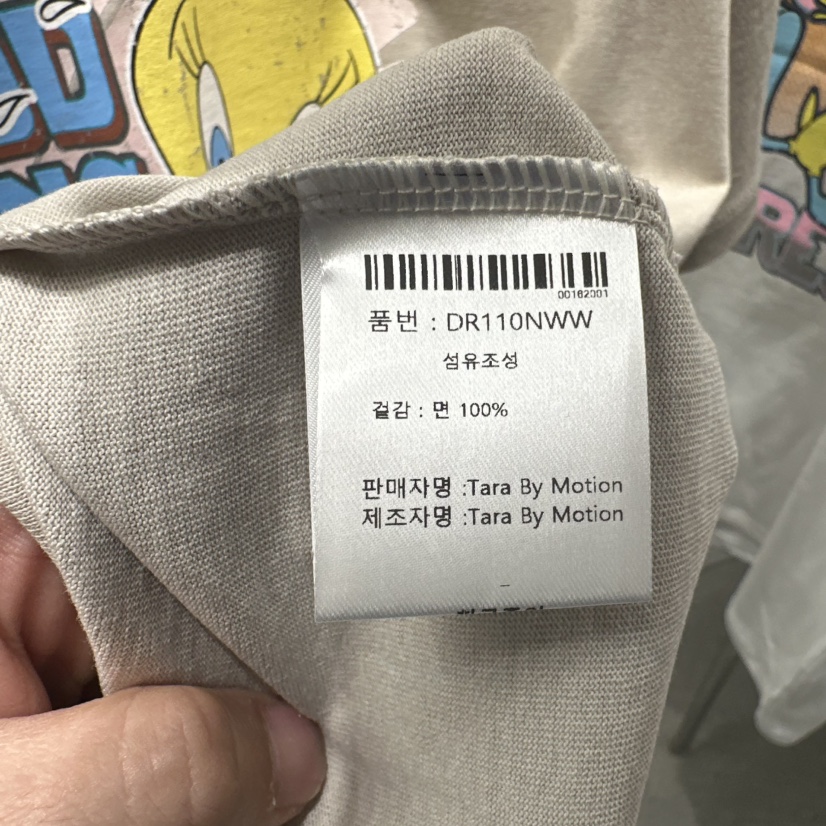 00162001
품번 : DR110NWW
섬유조성
겉감 : 면 100%
판매자명 :Tara By Motion
제조자명 :Tara By Motion